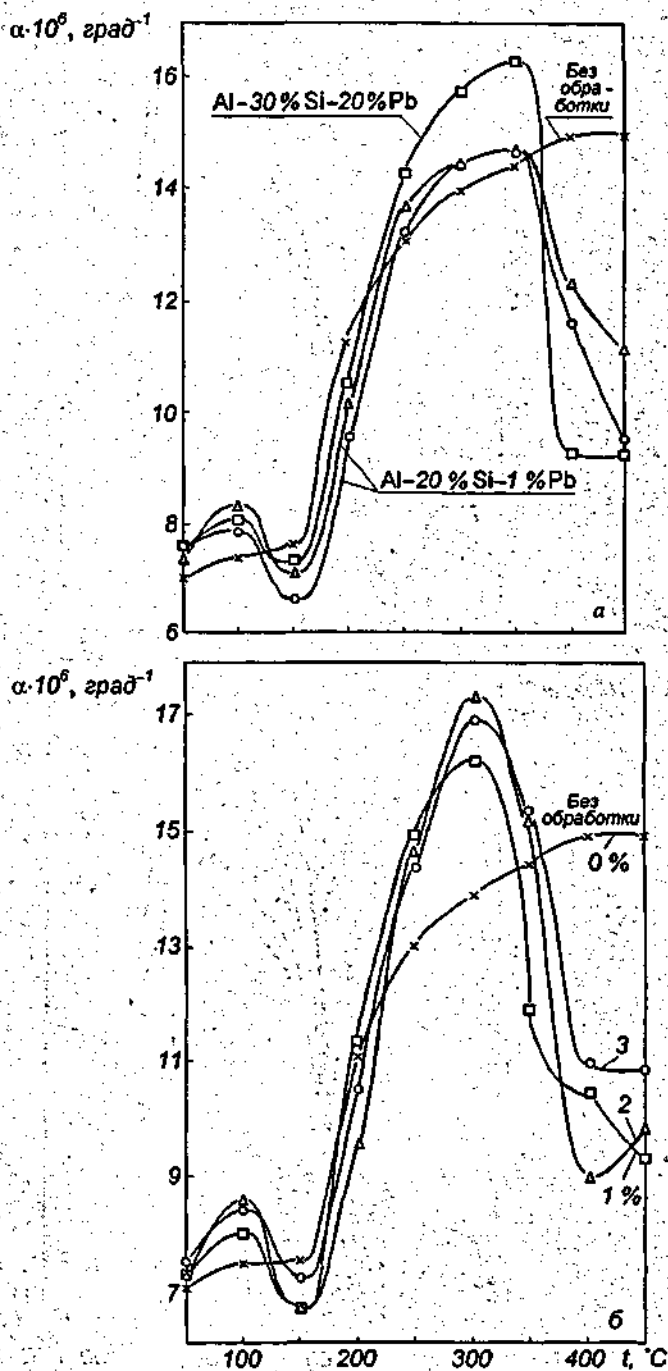 α·10⁶, град⁻¹
16
Al–30%Si–20%Pb
Без
обра-
ботки
14
12
10
Al–20%Si–1%Pb
8
6
а
α·10⁶, град⁻¹
17
Без
обработки
15
0%
13
11
3
2
9
1%
7
б
100 200 300 400 t, °C